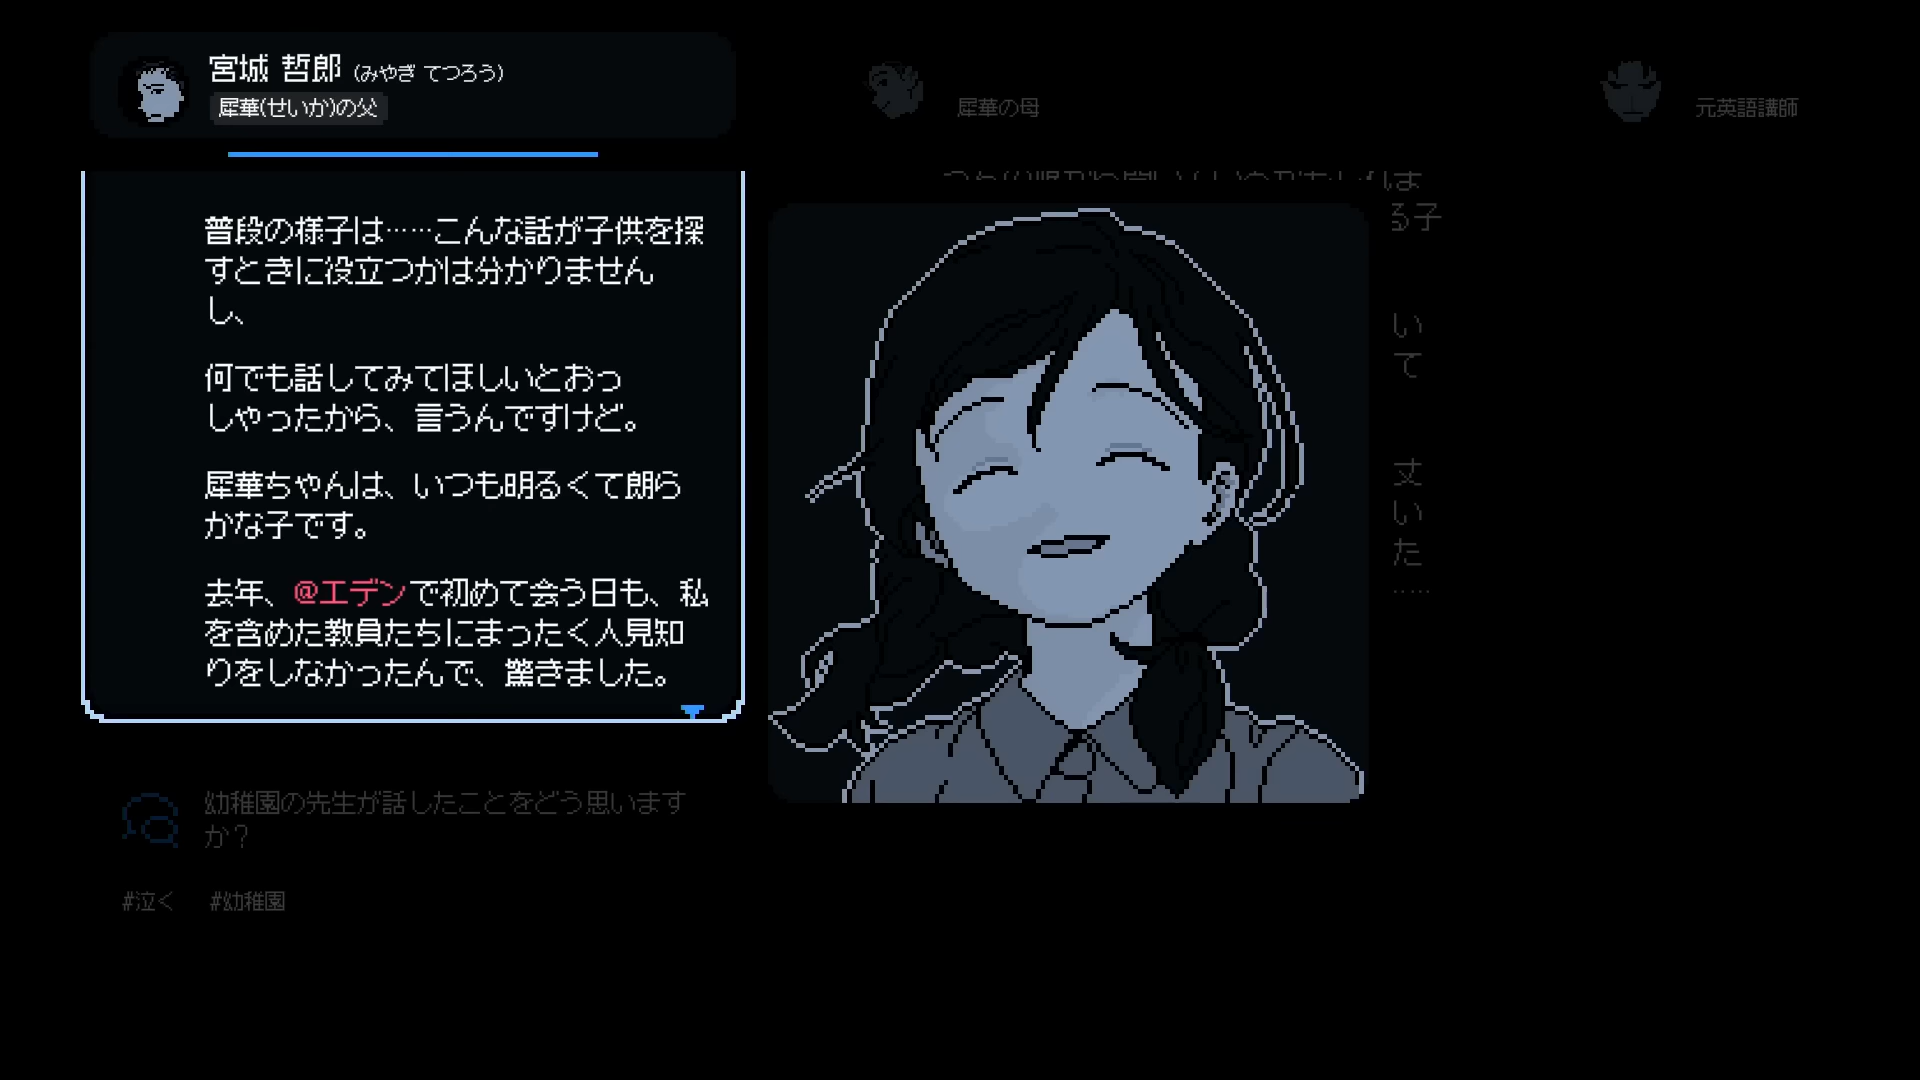 宮城 哲郎 (みやぎ てつろう)
犀華(せいか)の父
犀華の母
元英語講師
普段の様子は……こんな話が子供を探
すときに役立つかは分かりません
し、
何でも話してみてほしいとおっ
しゃったから、言うんですけど。
犀華ちゃんは、いつも明るくて朗ら
かな子です。
去年、@エデンで初めて会う日も、私
を含めた教員たちにまったく人見知
りをしなかったんで、驚きました。
る子
い
て
丈
い
た
……
幼稚園の先生が話したことをどう思います
か？
#泣く #幼稚園